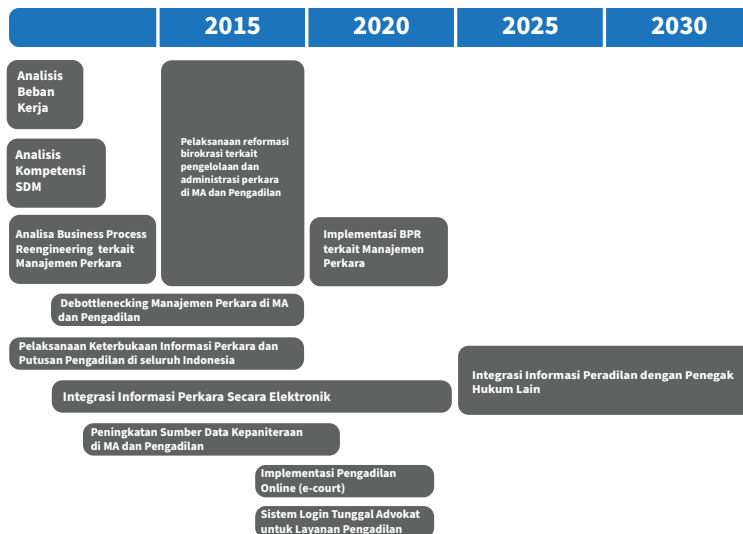 2015 2020 2025 2030
Analisis
Beban
Kerja
Pelaksanaan reformasi
birokrasi terkait
pengelolaan dan
administrasi perkara
di MA dan Pengadilan
Analisis
Kompetensi
SDM
Analisa Business Process
Reengineering terkait
Manajemen Perkara
Implementasi BPR
terkait Manajemen
Perkara
Debottlenecking Manajemen Perkara di MA
dan Pengadilan
Pelaksanaan Keterbukaan Informasi Perkara dan
Putusan Pengadilan di seluruh Indonesia
Integrasi Informasi Peradilan dengan Penegak
Hukum Lain
Integrasi Informasi Perkara Secara Elektronik
Peningkatan Sumber Data Kepaniteraan
di MA dan Pengadilan
Implementasi Pengadilan
Online (e-court)
Sistem Login Tunggal Advokat
untuk Layanan Pengadilan